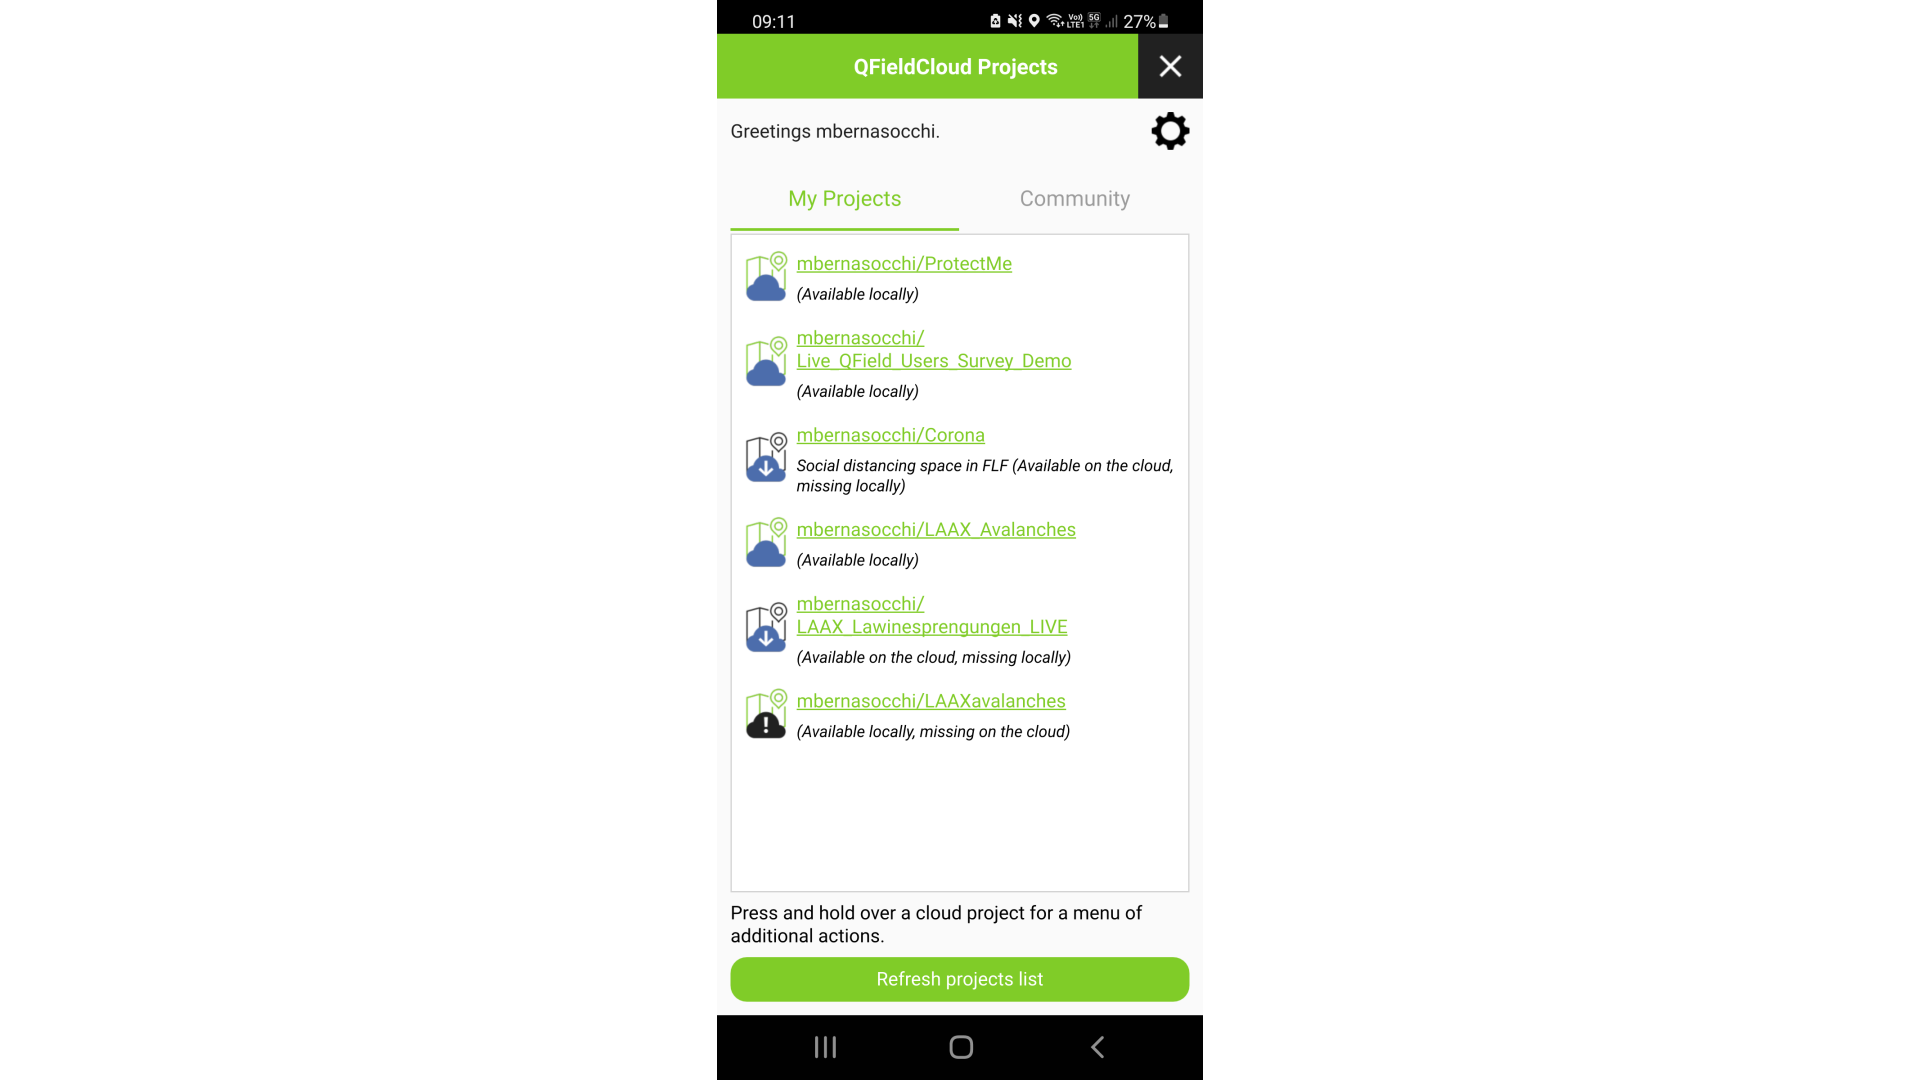 09:11
Vo)) LTE1 5G 27%
QFieldCloud Projects
Greetings mbernasocchi.
My Projects
Community
mbernasocchi/ProtectMe
(Available locally)
mbernasocchi/
Live_QField_Users_Survey_Demo
(Available locally)
mbernasocchi/Corona
Social distancing space in FLF (Available on the cloud,
missing locally)
mbernasocchi/LAAX_Avalanches
(Available locally)
mbernasocchi/
LAAX_Lawinesprengungen_LIVE
(Available on the cloud, missing locally)
mbernasocchi/LAAXavalanches
(Available locally, missing on the cloud)
Press and hold over a cloud project for a menu of
additional actions.
Refresh projects list